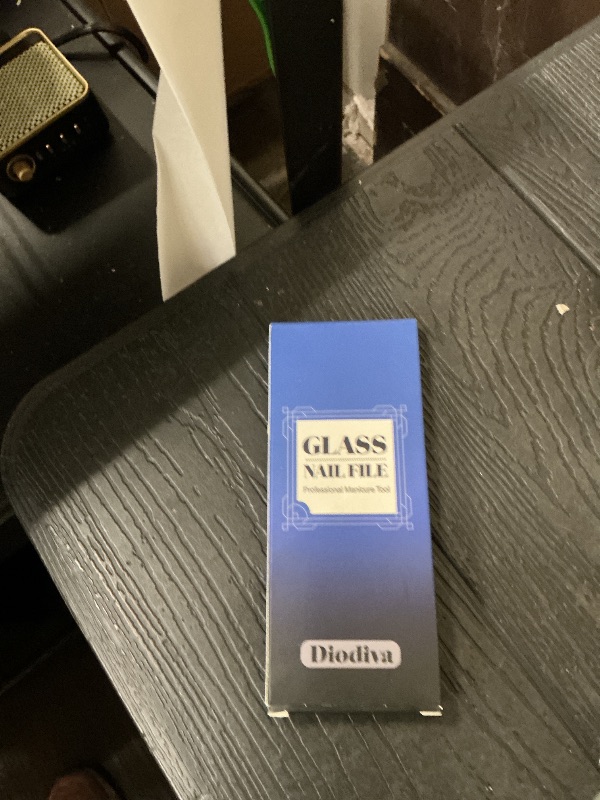 GLASS
NAIL FILE
Professional Manicure Tool
Diodiva